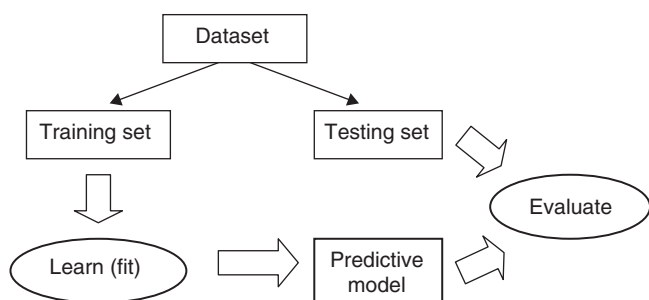 Dataset
Training set
Testing set
Evaluate
Learn (fit)
Predictive
model